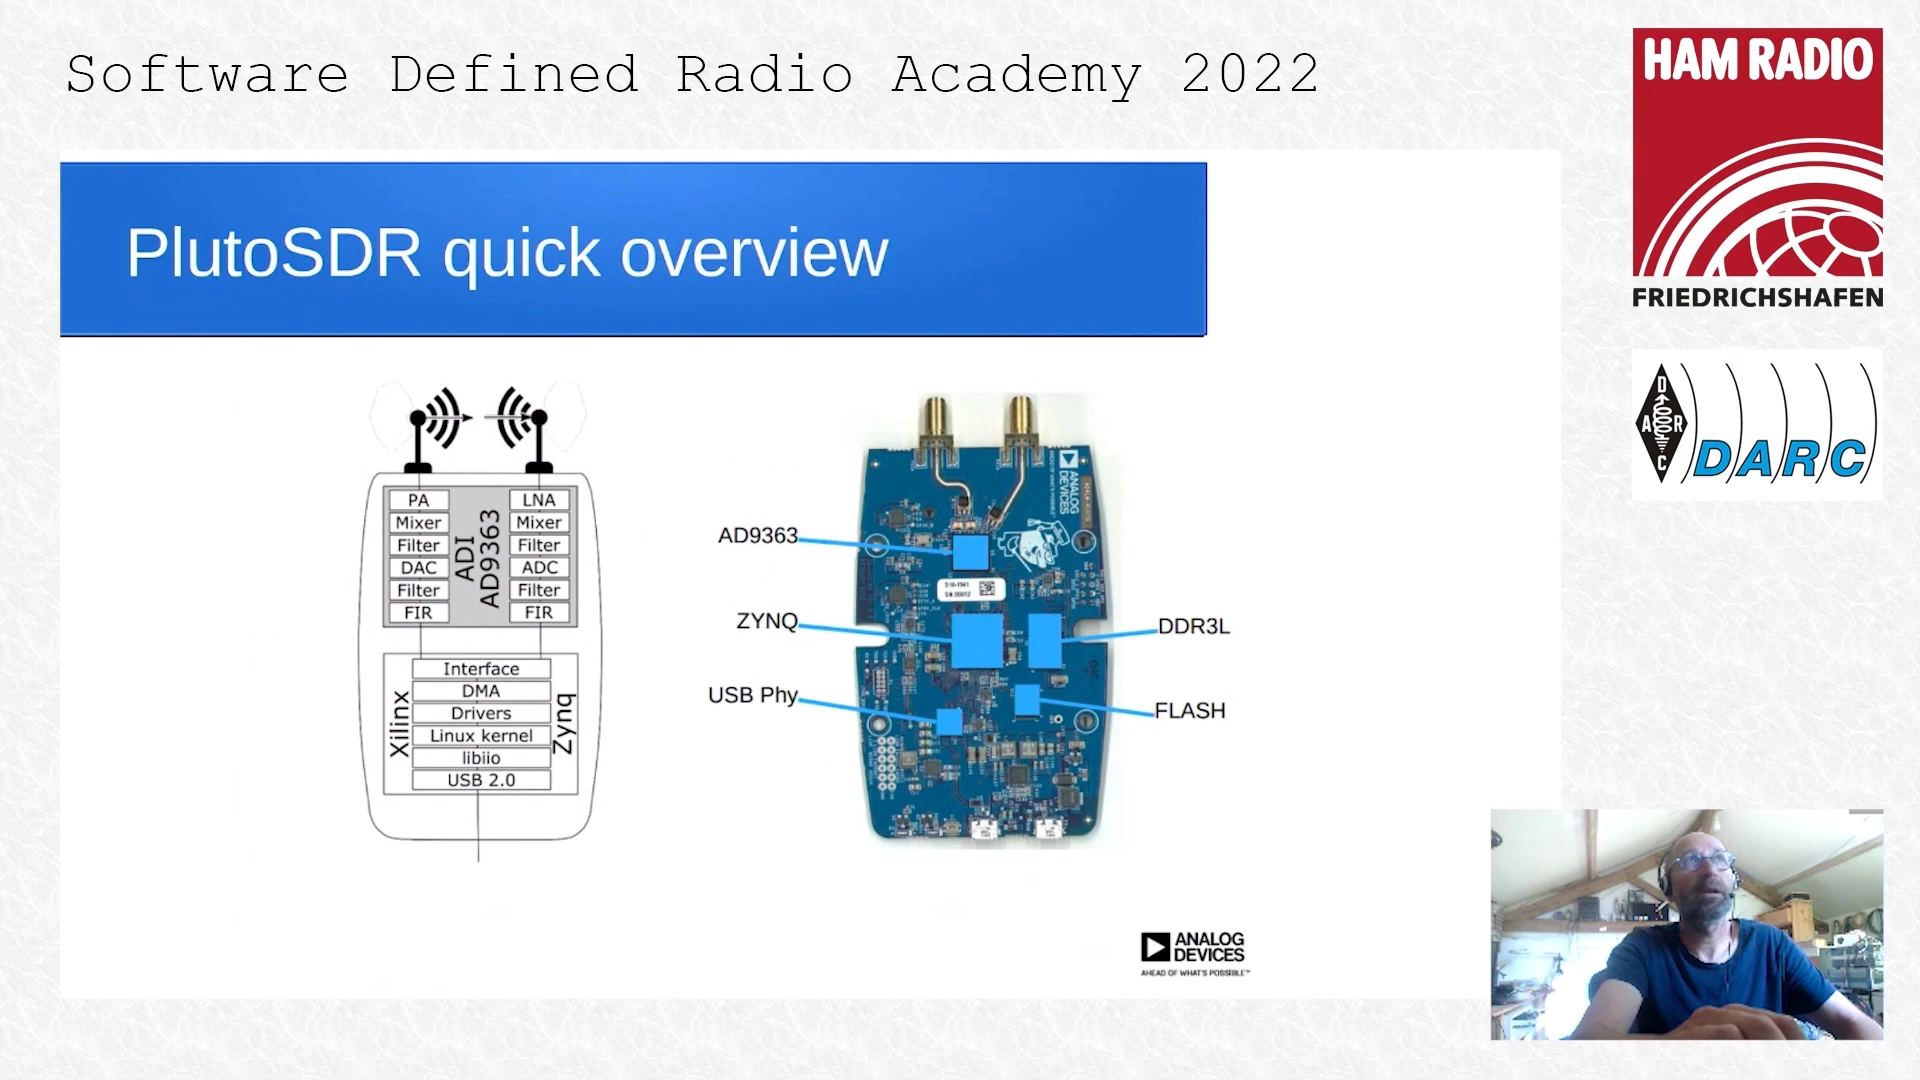 Software Defined Radio Academy 2022
HAM RADIO
FRIEDRICHSHAFEN
D
A R
C
DARC
PlutoSDR quick overview
PA
Mixer
Filter
DAC
Filter
FIR
ADI
AD9363
LNA
Mixer
Filter
ADC
Filter
FIR
Xilinx
Interface
DMA
Drivers
Linux kernel
libiio
USB 2.0
Zynq
AD9363
ZYNQ
USB Phy
DDR3L
FLASH
ANALOG
DEVICES
ANALOG
DEVICES
AHEAD OF WHAT'S POSSIBLE™